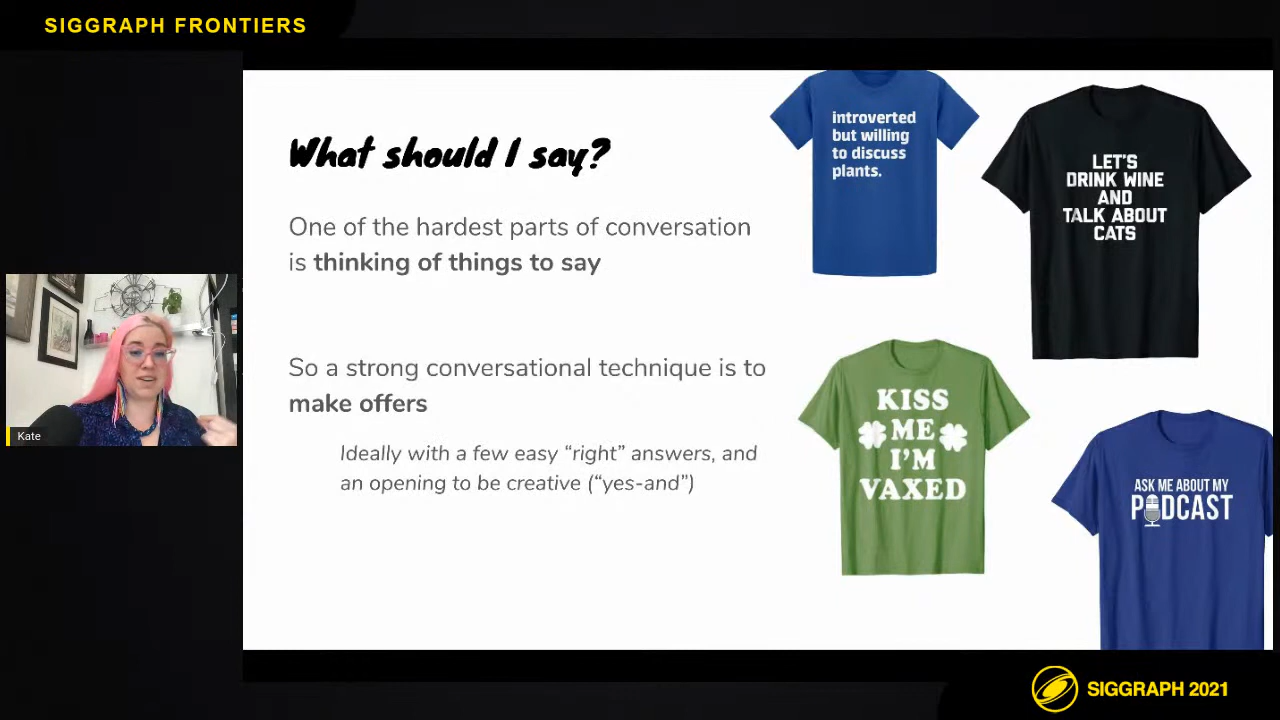 SIGGRAPH FRONTIERS
What should I say?
One of the hardest parts of conversation
is thinking of things to say
So a strong conversational technique is to
make offers
Ideally with a few easy “right” answers, and
an opening to be creative (“yes-and”)
introverted
but willing
to discuss
plants.
LET'S
DRINK WINE
AND
TALK ABOUT
CATS
KISS
ME
I'M
VAXED
ASK ME ABOUT MY
PODCAST
Kate
SIGGRAPH 2021